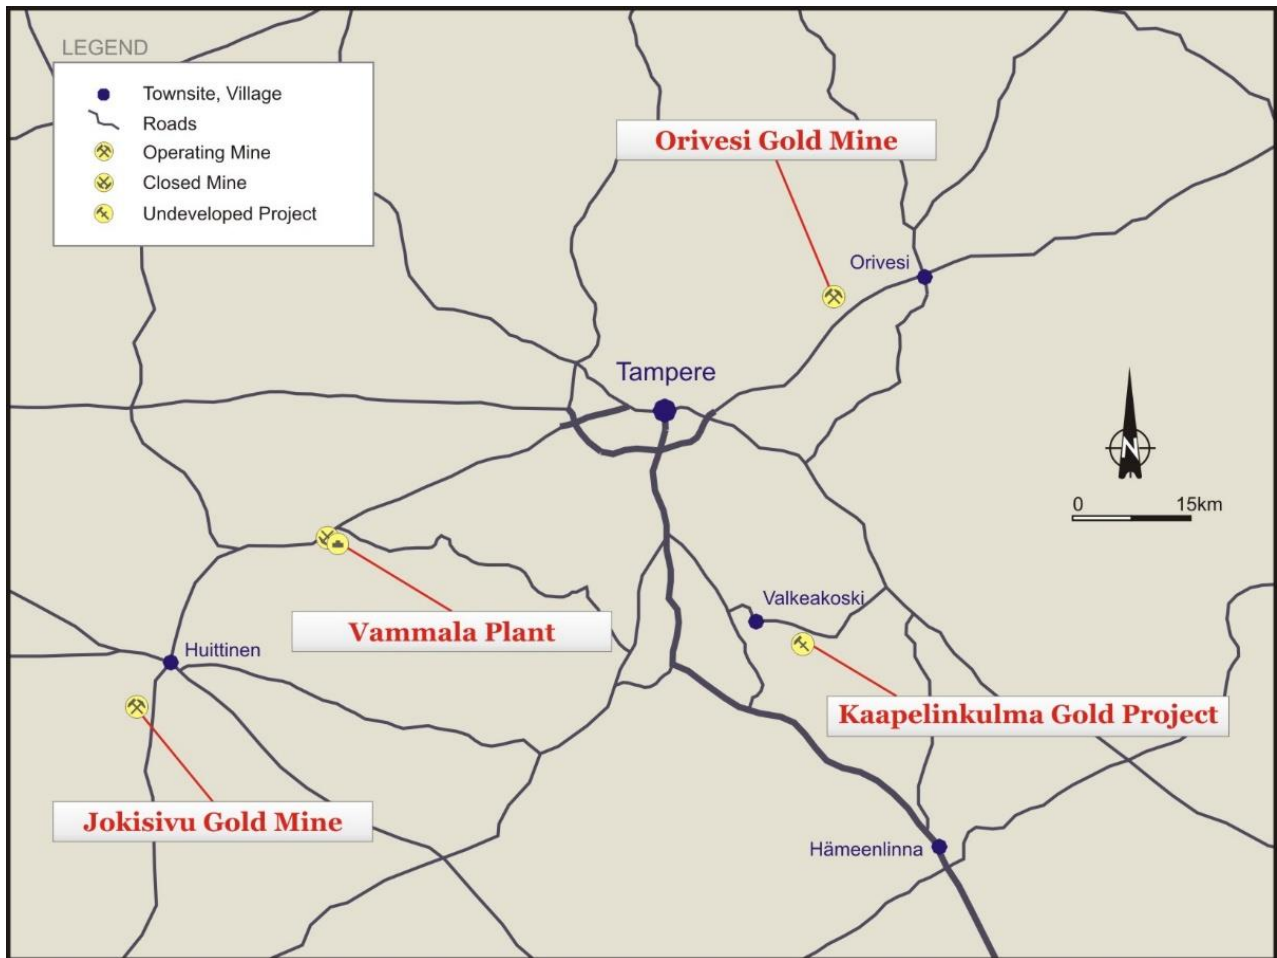 LEGEND
Townsite, Village
Roads
Operating Mine
Closed Mine
Undeveloped Project
Orivesi Gold Mine
Orivesi
Tampere
N
0 15km
Valkeakoski
Vammala Plant
Huittinen
Kaapelinkulma Gold Project
Jokisivu Gold Mine
Hämeenlinna